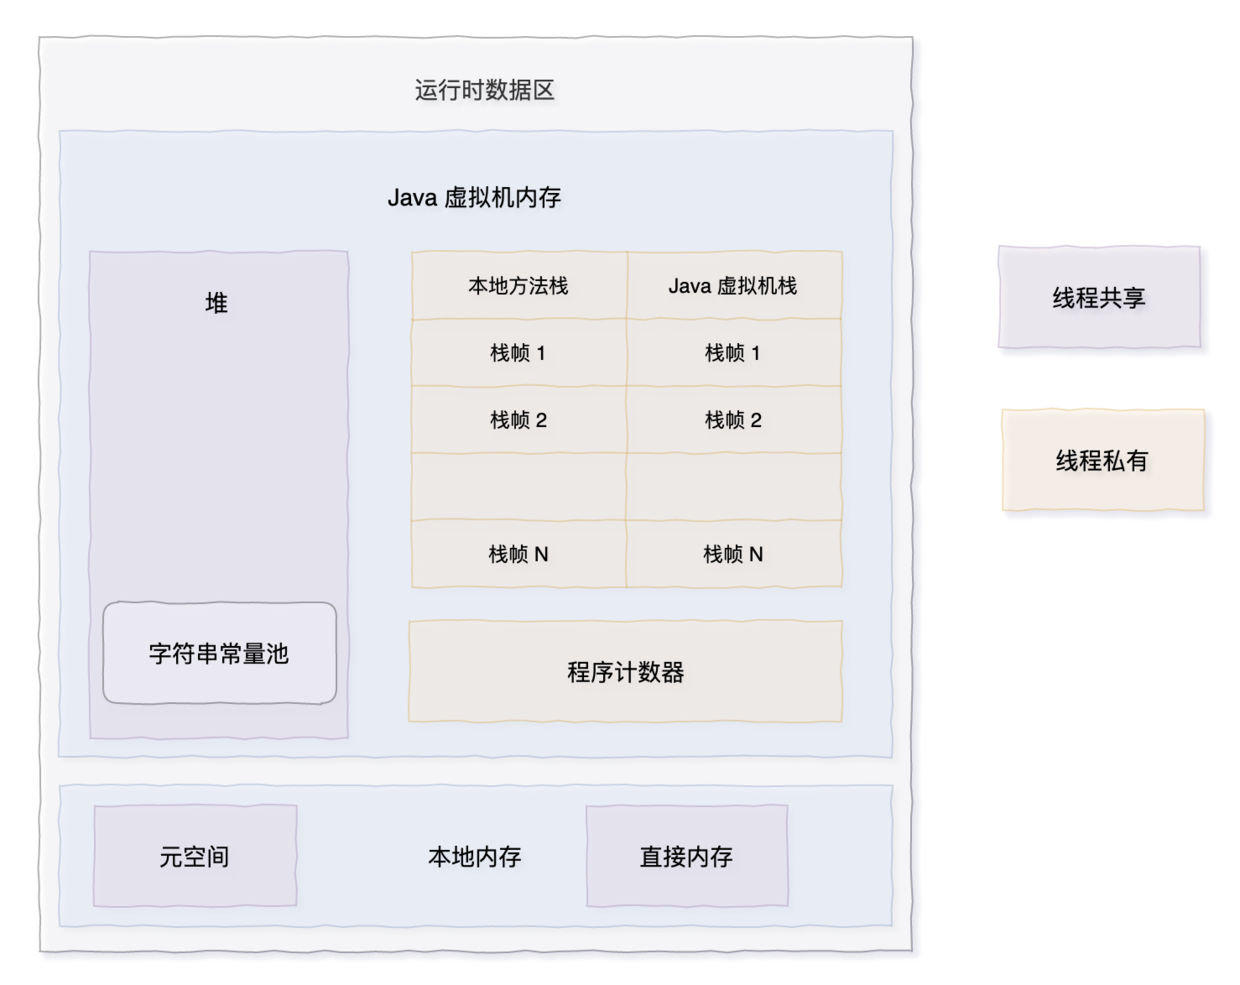 运行时数据区
Java 虚拟机内存
堆
字符串常量池
本地方法栈
Java 虚拟机栈
栈帧 1
栈帧 1
栈帧 2
栈帧 2
栈帧 N
栈帧 N
程序计数器
元空间
本地内存
直接内存
线程共享
线程私有